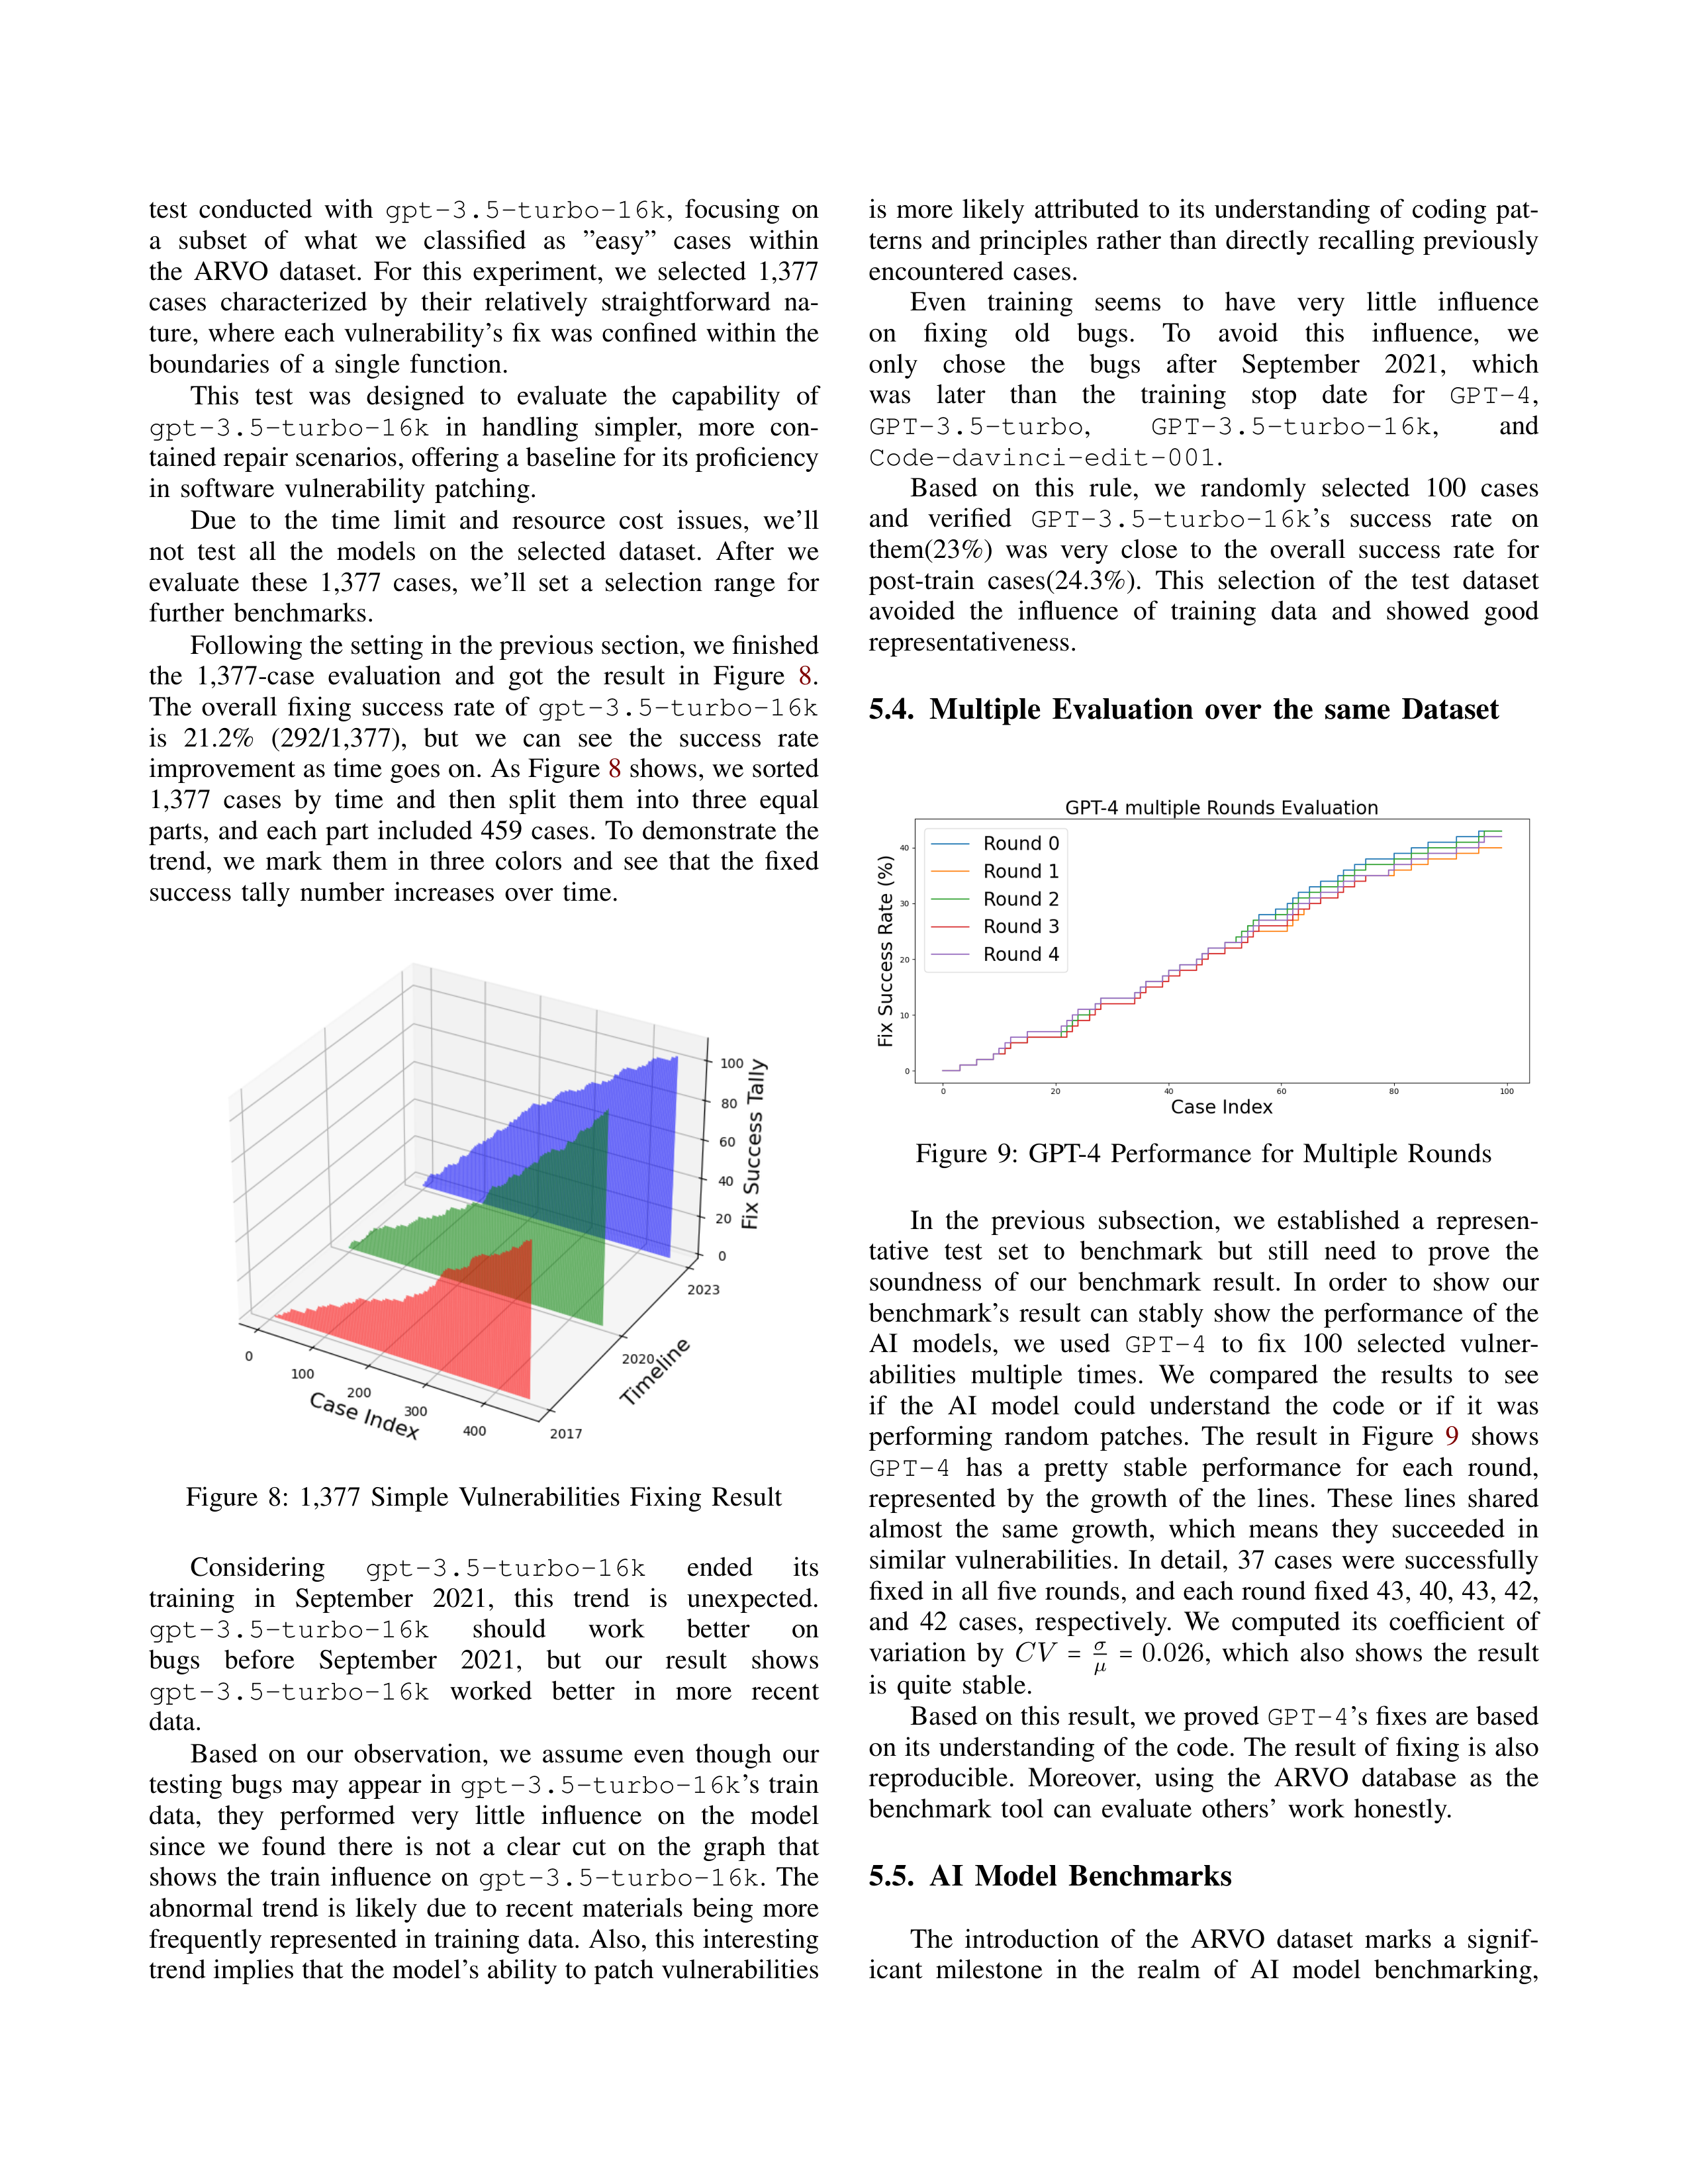 test conducted with gpt-3.5-turbo-16k, focusing on
a subset of what we classified as ”easy” cases within
the ARVO dataset. For this experiment, we selected 1,377
cases characterized by their relatively straightforward na-
ture, where each vulnerability’s fix was confined within the
boundaries of a single function.
This test was designed to evaluate the capability of
gpt-3.5-turbo-16k in handling simpler, more con-
tained repair scenarios, offering a baseline for its proficiency
in software vulnerability patching.
Due to the time limit and resource cost issues, we’ll
not test all the models on the selected dataset. After we
evaluate these 1,377 cases, we’ll set a selection range for
further benchmarks.
Following the setting in the previous section, we finished
the 1,377-case evaluation and got the result in Figure 8.
The overall fixing success rate of gpt-3.5-turbo-16k
is 21.2% (292/1,377), but we can see the success rate
improvement as time goes on. As Figure 8 shows, we sorted
1,377 cases by time and then split them into three equal
parts, and each part included 459 cases. To demonstrate the
trend, we mark them in three colors and see that the fixed
success tally number increases over time.
100
80
60
40
20
0
Fix Success Tally
2023
2020
2017
Timeline
0
100
200
300
400
Case Index
Figure 8: 1,377 Simple Vulnerabilities Fixing Result
Considering gpt-3.5-turbo-16k ended its
training in September 2021, this trend is unexpected.
gpt-3.5-turbo-16k should work better on
bugs before September 2021, but our result shows
gpt-3.5-turbo-16k worked better in more recent
data.
Based on our observation, we assume even though our
testing bugs may appear in gpt-3.5-turbo-16k’s train
data, they performed very little influence on the model
since we found there is not a clear cut on the graph that
shows the train influence on gpt-3.5-turbo-16k. The
abnormal trend is likely due to recent materials being more
frequently represented in training data. Also, this interesting
trend implies that the model’s ability to patch vulnerabilities
is more likely attributed to its understanding of coding pat-
terns and principles rather than directly recalling previously
encountered cases.
Even training seems to have very little influence
on fixing old bugs. To avoid this influence, we
only chose the bugs after September 2021, which
was later than the training stop date for GPT-4,
GPT-3.5-turbo, GPT-3.5-turbo-16k, and
Code-davinci-edit-001.
Based on this rule, we randomly selected 100 cases
and verified GPT-3.5-turbo-16k’s success rate on
them(23%) was very close to the overall success rate for
post-train cases(24.3%). This selection of the test dataset
avoided the influence of training data and showed good
representativeness.
5.4. Multiple Evaluation over the same Dataset
GPT-4 multiple Rounds Evaluation
Round 0
Round 1
Round 2
Round 3
Round 4
Fix Success Rate (%)
40
30
20
10
0
0 20 40 60 80 100
Case Index
Figure 9: GPT-4 Performance for Multiple Rounds
In the previous subsection, we established a represen-
tative test set to benchmark but still need to prove the
soundness of our benchmark result. In order to show our
benchmark’s result can stably show the performance of the
AI models, we used GPT-4 to fix 100 selected vulner-
abilities multiple times. We compared the results to see
if the AI model could understand the code or if it was
performing random patches. The result in Figure 9 shows
GPT-4 has a pretty stable performance for each round,
represented by the growth of the lines. These lines shared
almost the same growth, which means they succeeded in
similar vulnerabilities. In detail, 37 cases were successfully
fixed in all five rounds, and each round fixed 43, 40, 43, 42,
and 42 cases, respectively. We computed its coefficient of
variation by CV = σ/μ = 0.026, which also shows the result
is quite stable.
Based on this result, we proved GPT-4’s fixes are based
on its understanding of the code. The result of fixing is also
reproducible. Moreover, using the ARVO database as the
benchmark tool can evaluate others’ work honestly.
5.5. AI Model Benchmarks
The introduction of the ARVO dataset marks a signif-
icant milestone in the realm of AI model benchmarking,